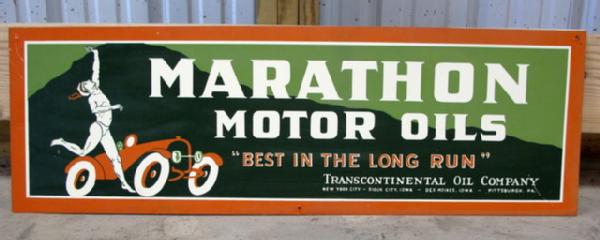 MARATHON
MOTOR OILS
"BEST IN THE LONG RUN"
TRANSCONTINENTAL OIL COMPANY
NEW YORK CITY - SIOUX CITY, IOWA - DES MOINES, IOWA - PITTSBURGH, PA.